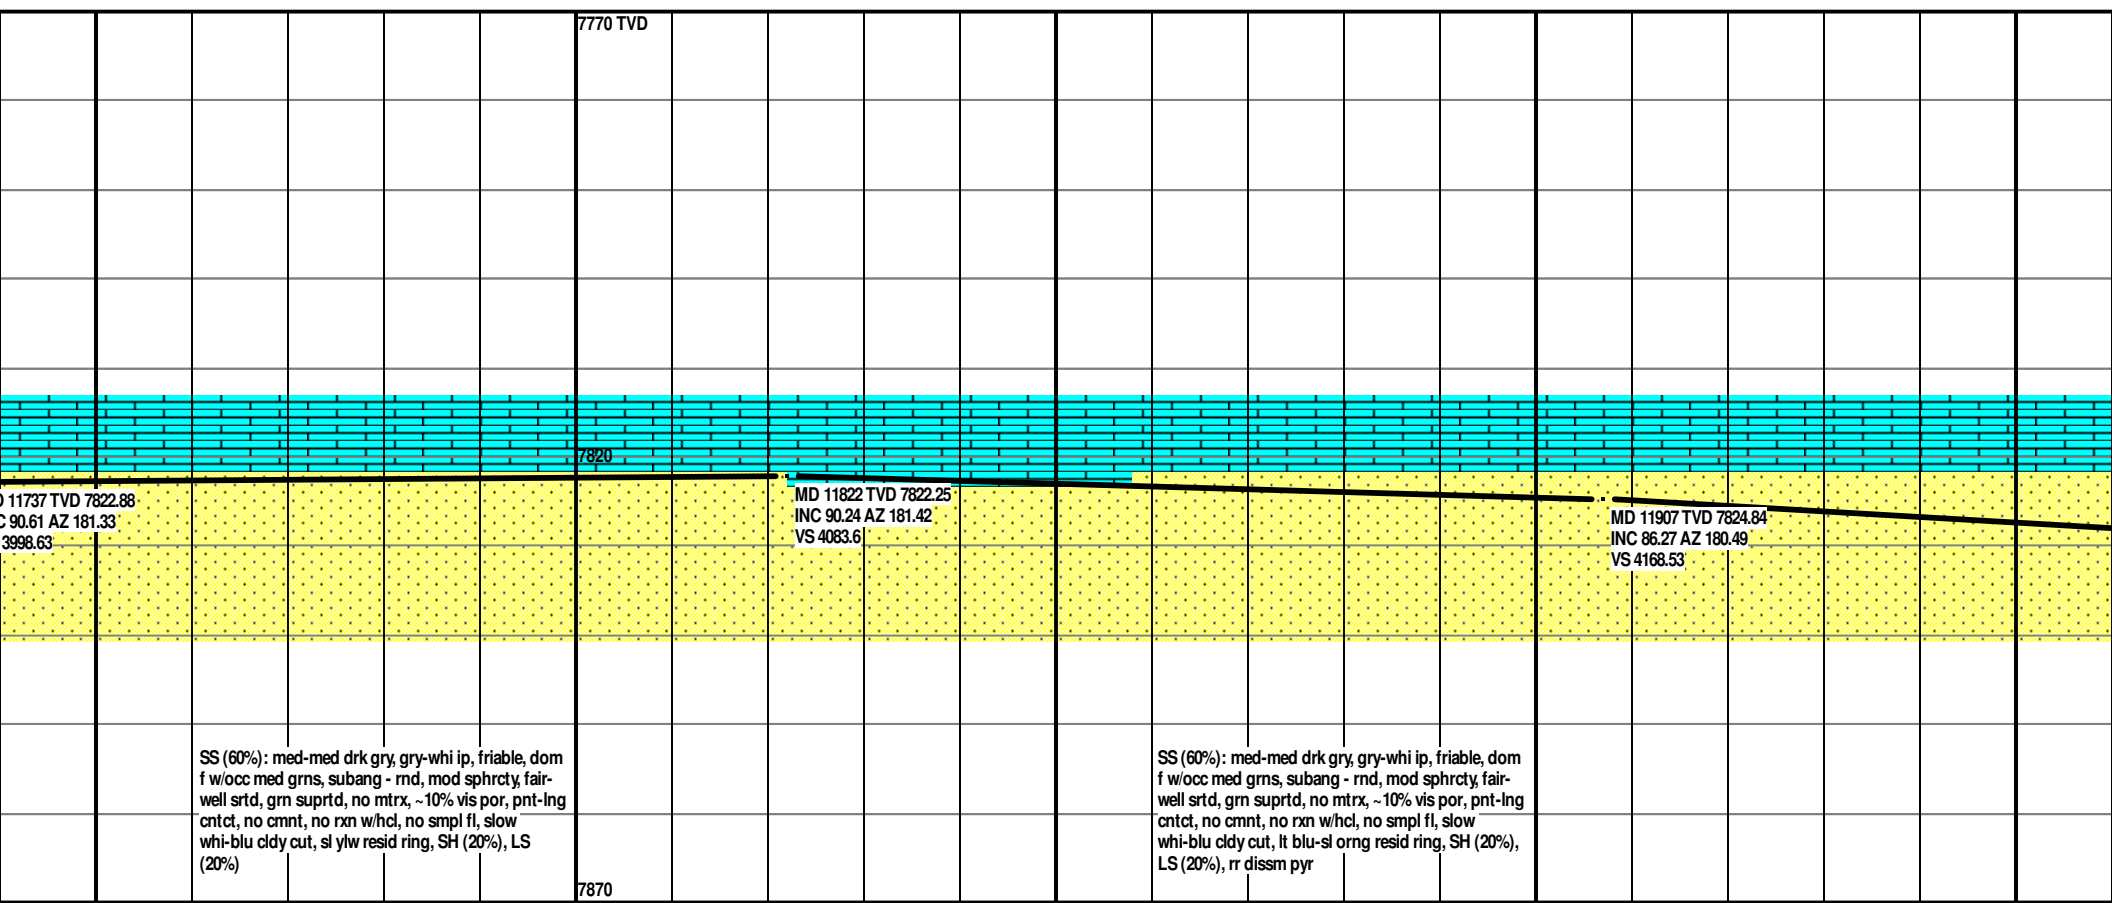 7770 TVD
7820
11737 TVD 7822.88
90.61 AZ 181.33
3998.63
MD 11822 TVD 7822.25
INC 90.24 AZ 181.42
VS 4083.6
MD 11907 TVD 7824.84
INC 86.27 AZ 180.49
VS 4168.53
SS (60%): med-med drk gry, gry-whi ip, friable, dom
f w/occ med grns, subang - rnd, mod sphrcty, fair-
well srtd, grn suprtd, no mtrx, ~10% vis por, pnt-lng
cntct, no cmnt, no rxn w/hcl, no smpl fl, slow
whi-blu cldy cut, sl ylw resid ring, SH (20%), LS
(20%)
SS (60%): med-med drk gry, gry-whi ip, friable, dom
f w/occ med grns, subang - rnd, mod sphrcty, fair-
well srtd, grn suprtd, no mtrx, ~10% vis por, pnt-lng
cntct, no cmnt, no rxn w/hcl, no smpl fl, slow
whi-blu cldy cut, lt blu-sl orng resid ring, SH (20%),
LS (20%), rr dissm pyr
7870